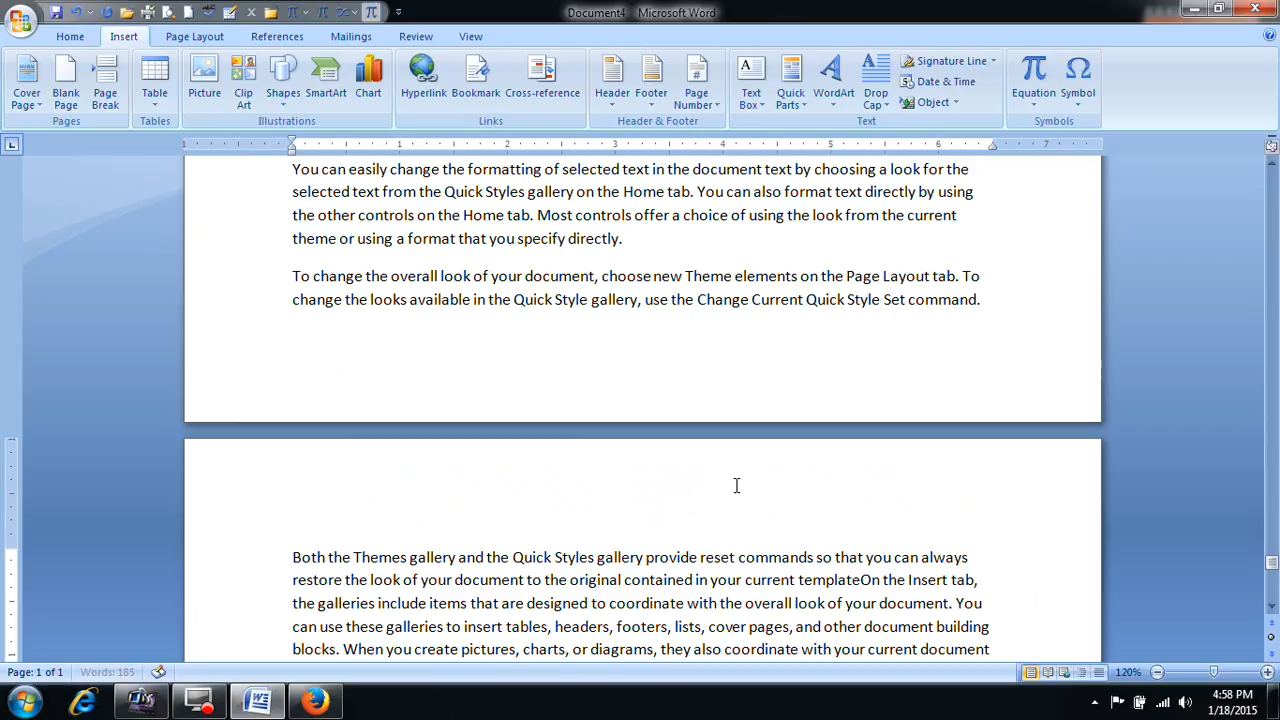 Document4 - Microsoft Word
Home Insert Page Layout References Mailings Review View
Cover Page Blank Page Page Break Table Picture Clip Art Shapes SmartArt Chart Hyperlink Bookmark Cross-reference Header Footer Page Number Text Box Quick Parts WordArt Drop Cap Signature Line Date & Time Object Equation Symbol
Pages Tables Illustrations Links Header & Footer Text Symbols
1 1 2 3 4 5 6 7
You can easily change the formatting of selected text in the document text by choosing a look for the
selected text from the Quick Styles gallery on the Home tab. You can also format text directly by using
the other controls on the Home tab. Most controls offer a choice of using the look from the current
theme or using a format that you specify directly.
To change the overall look of your document, choose new Theme elements on the Page Layout tab. To
change the looks available in the Quick Style gallery, use the Change Current Quick Style Set command.
Both the Themes gallery and the Quick Styles gallery provide reset commands so that you can always
restore the look of your document to the original contained in your current templateOn the Insert tab,
the galleries include items that are designed to coordinate with the overall look of your document. You
can use these galleries to insert tables, headers, footers, lists, cover pages, and other document building
blocks. When you create pictures, charts, or diagrams, they also coordinate with your current document
Page: 1 of 1 Words: 185 120%
4:58 PM
1/18/2015